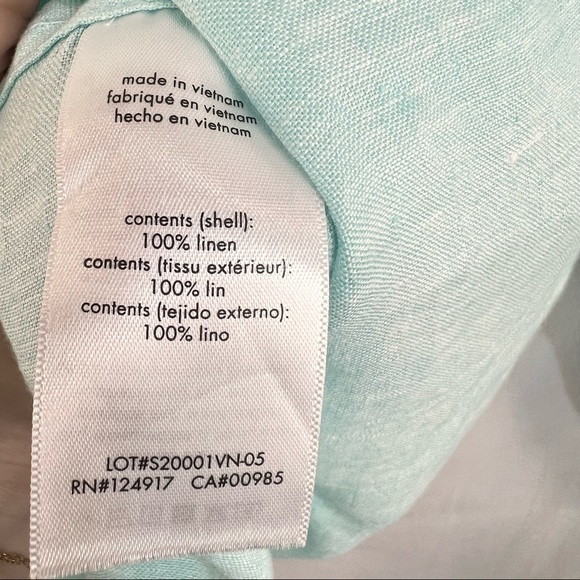 made in vietnam
fabriqué en vietnam
hecho en vietnam
contents (shell):
100% linen
contents (tissu extérieur):
100% lin
contents (tejido externo):
100% lino
LOT#S20001VN-05
RN#124917 CA#00985